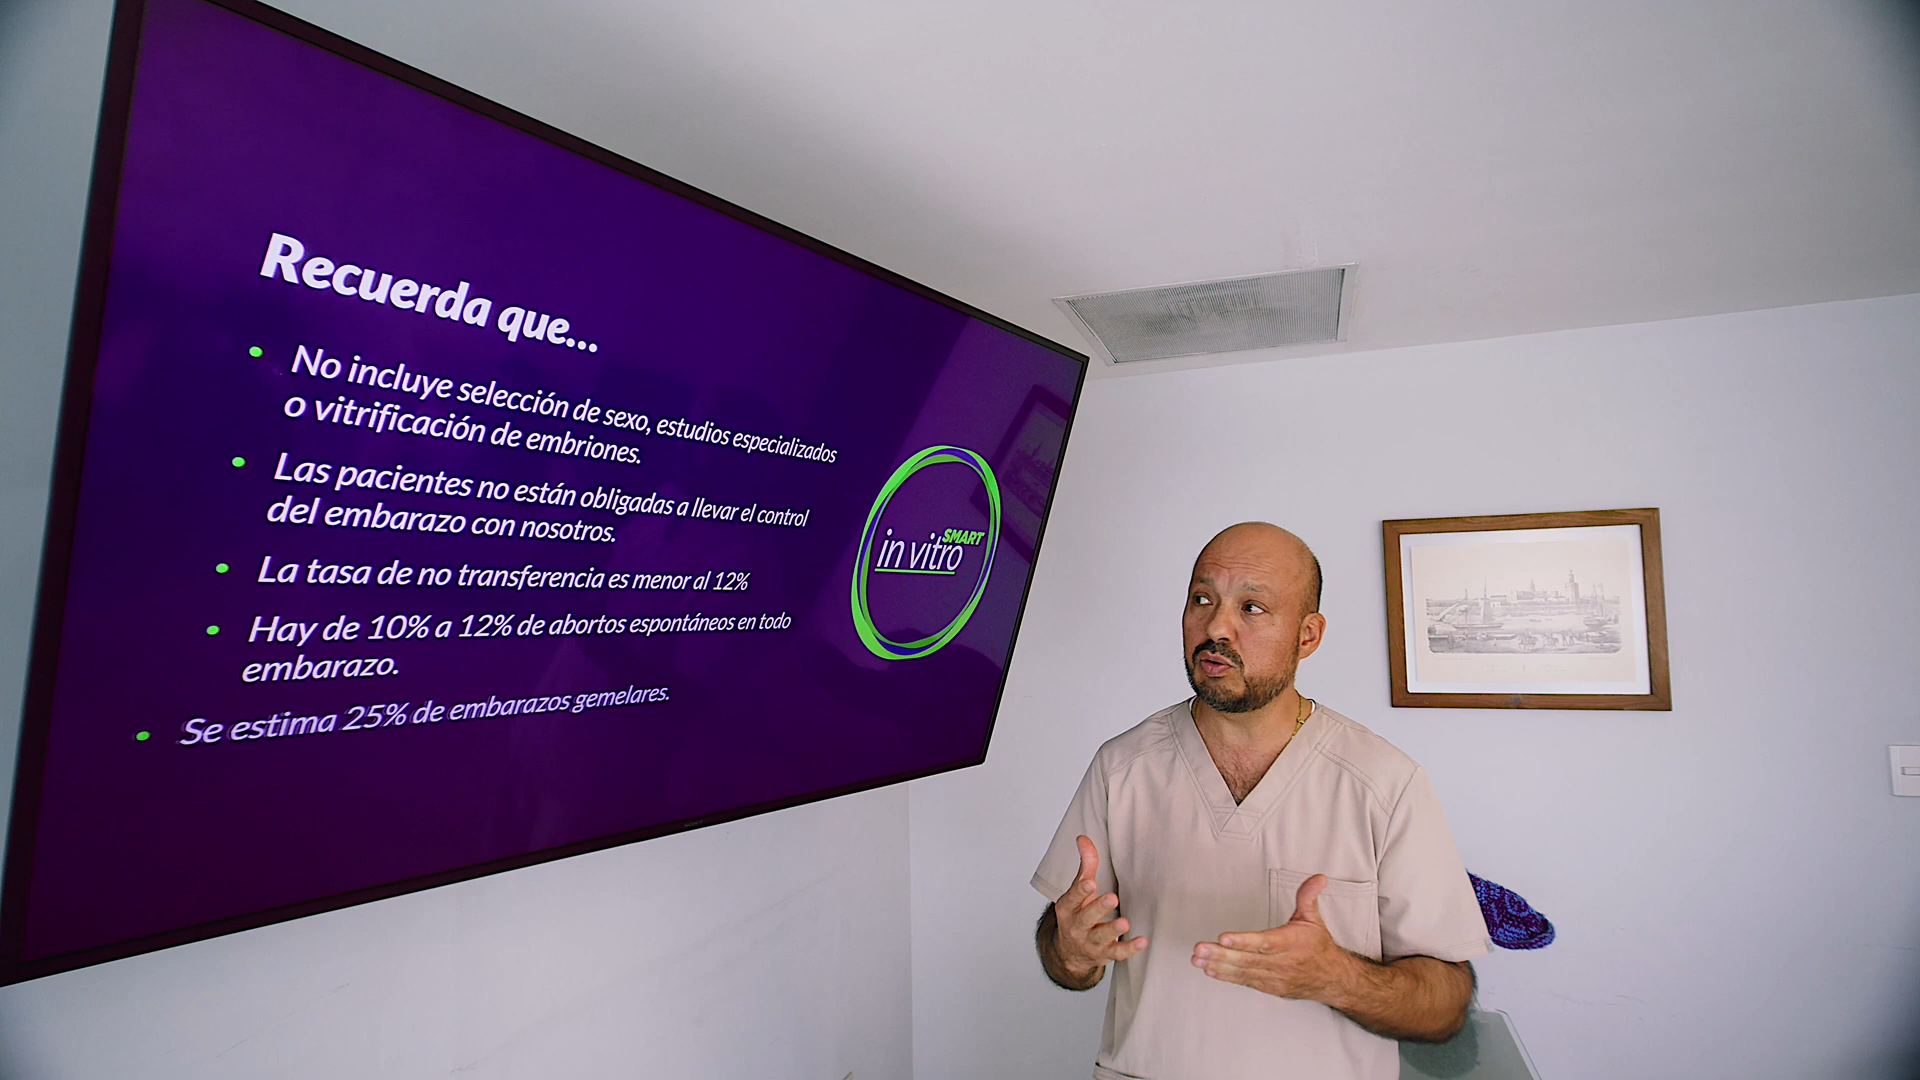 Recuerda que...
• No incluye selección de sexo, estudios especializados
o vitrificación de embriones.
• Las pacientes no están obligadas a llevar el control
del embarazo con nosotros.
• La tasa de no transferencia es menor al 12%
• Hay de 10% a 12% de abortos espontáneos en todo
embarazo.
• Se estima 25% de embarazos gemelares.
SMART
in vitro